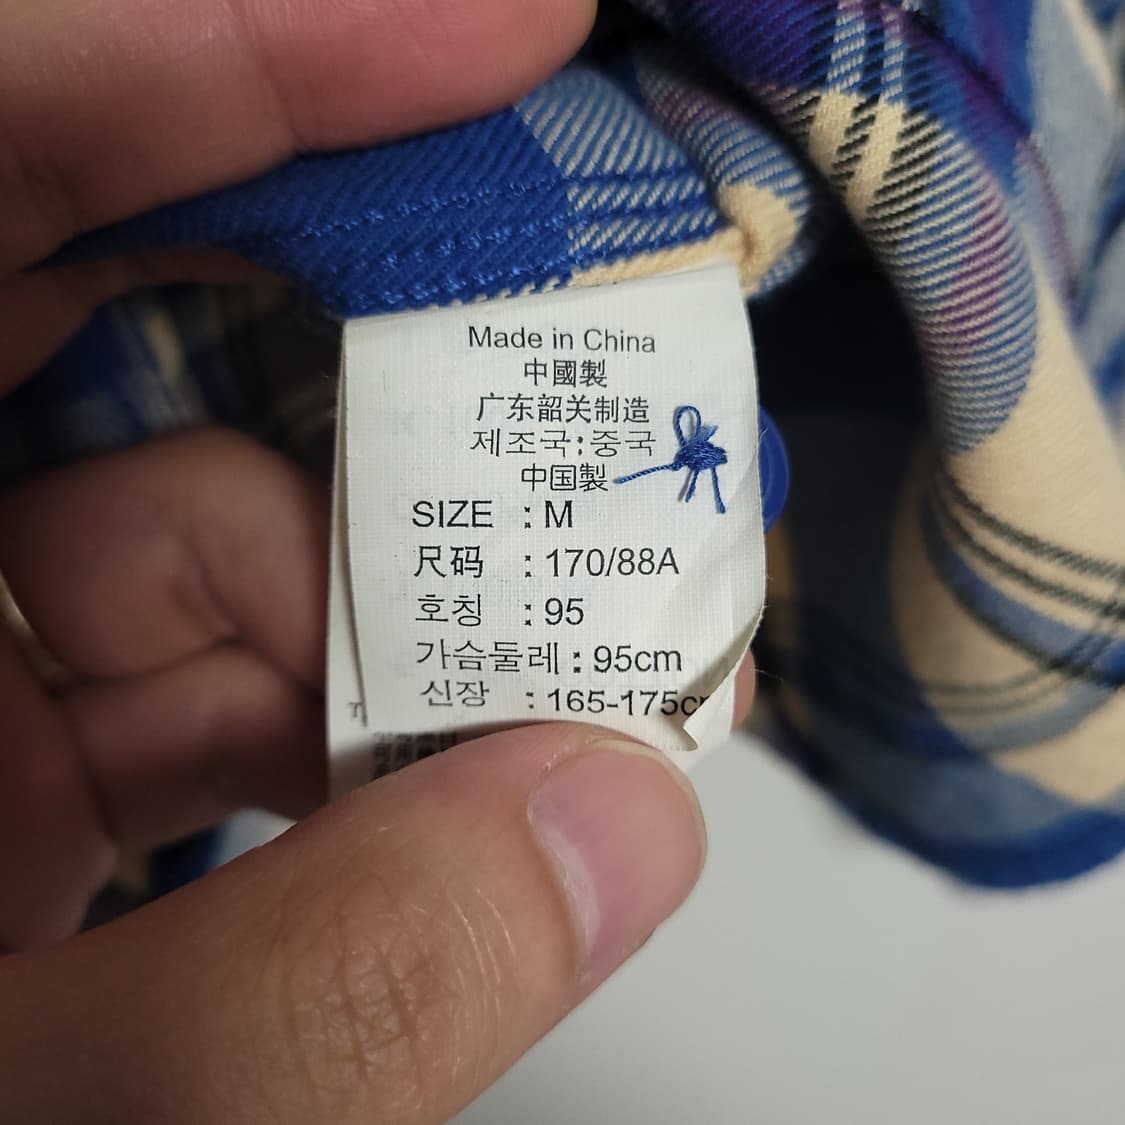 Made in China
中國製
广东韶关制造
제조국:중국
中国製
SIZE : M
尺码 : 170/88A
호칭 : 95
가슴둘레 : 95cm
신장 : 165-175c